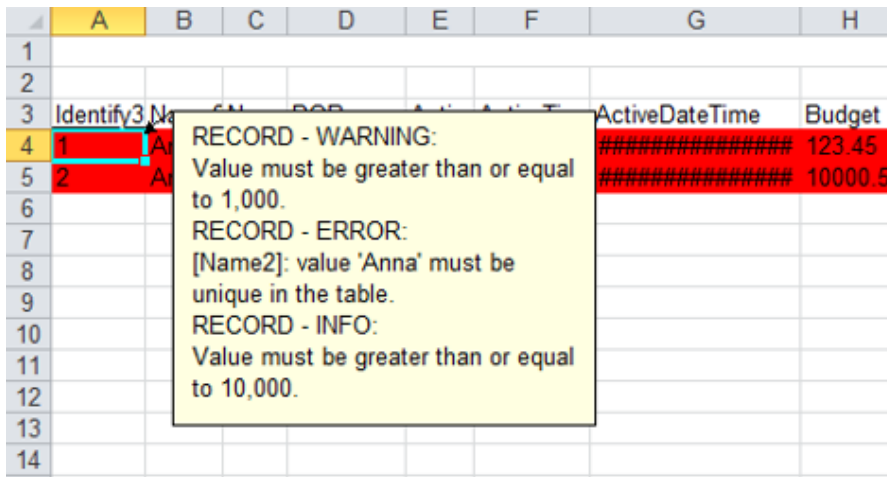 A B C D E F G H
1
2
3 Identify3 ActiveDateTime Budget
4 1 ############### 123.45
5 2 ############### 10000.5
6
7
8
9
10
11
12
13
14
RECORD - WARNING:
Value must be greater than or equal
to 1,000.
RECORD - ERROR:
[Name2]: value 'Anna' must be
unique in the table.
RECORD - INFO:
Value must be greater than or equal
to 10,000.